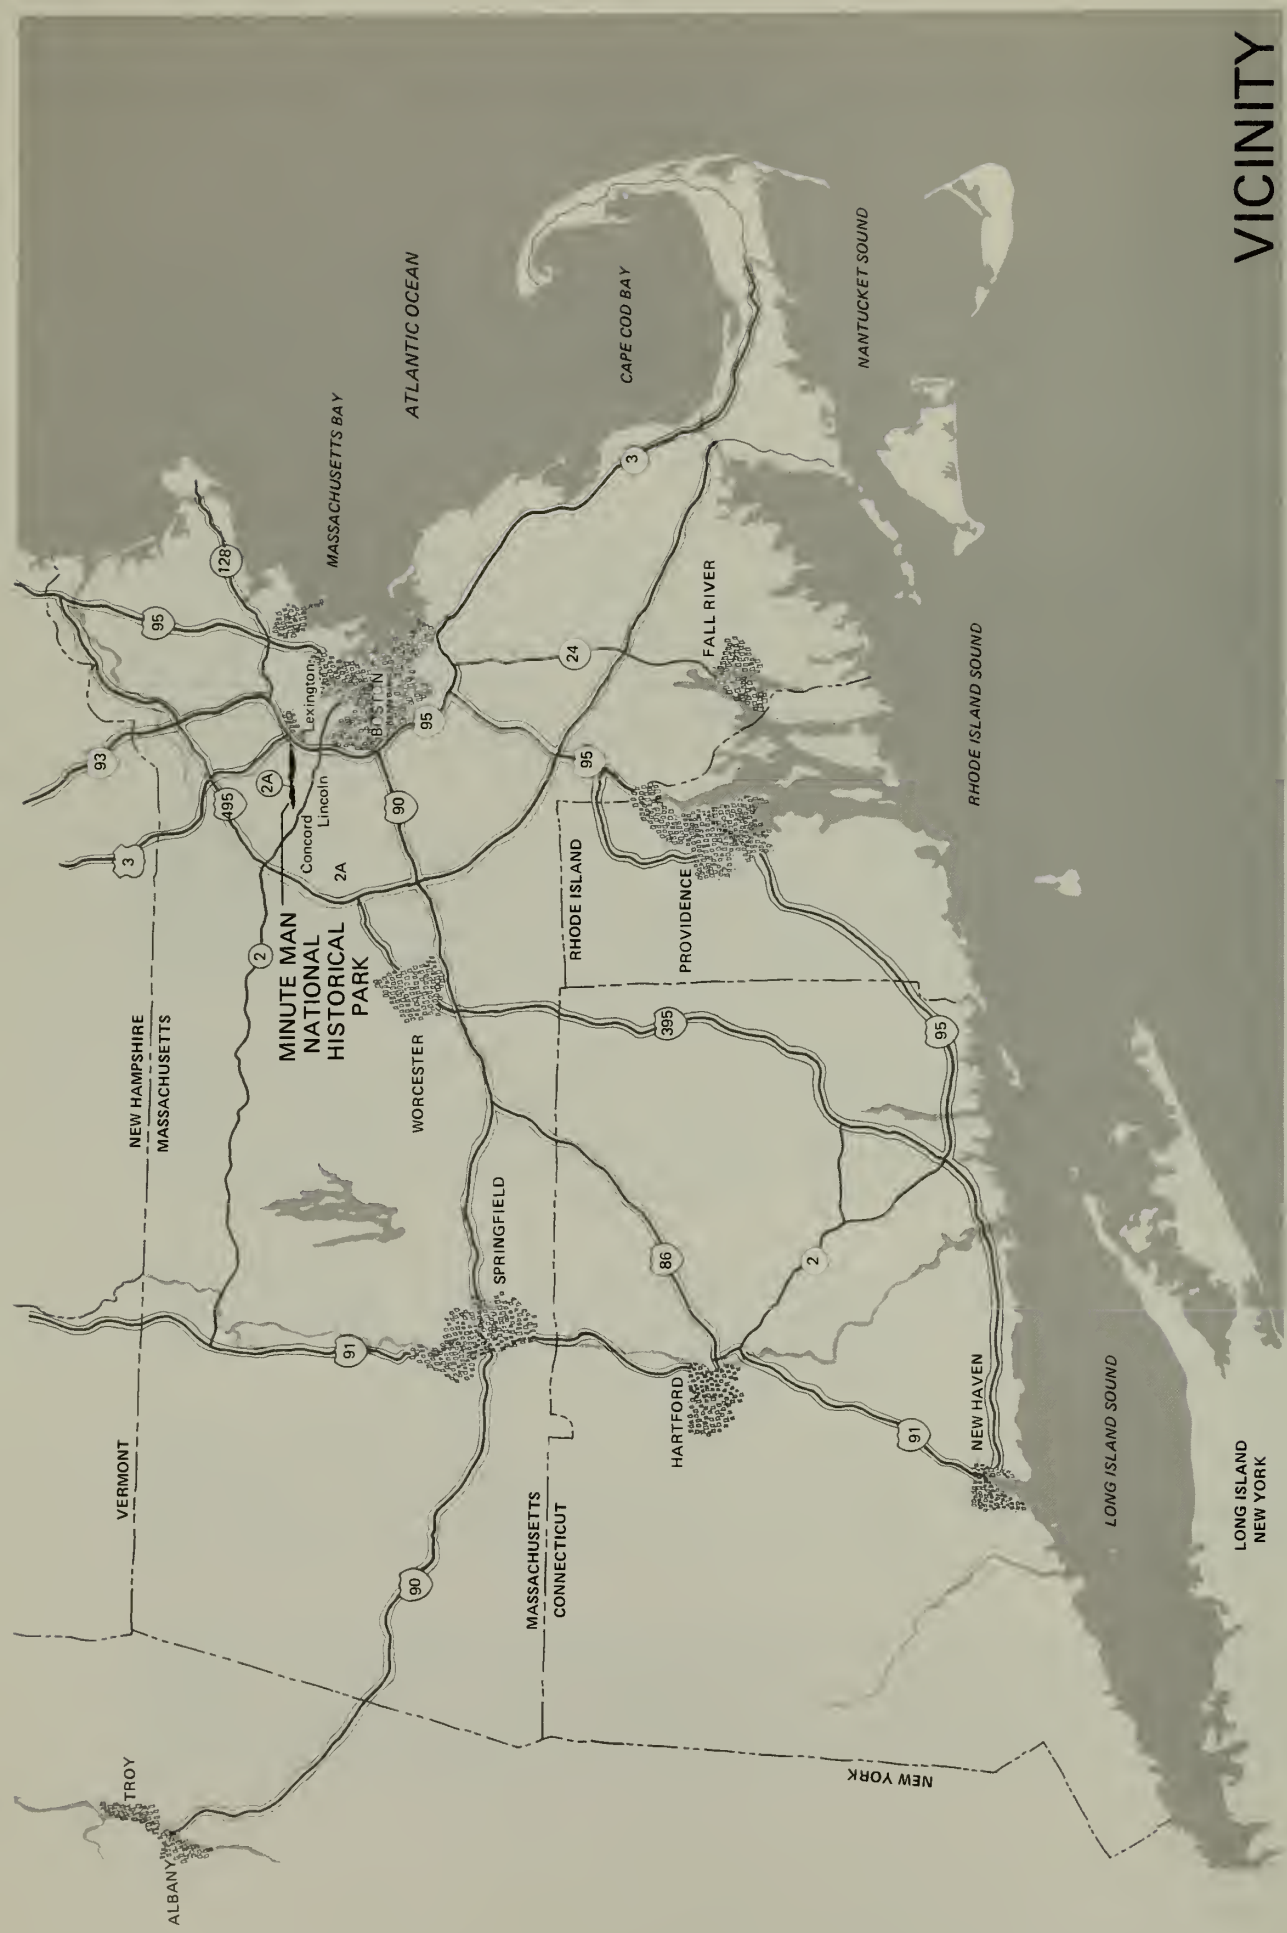 VICINITY
ALBANY
TROY
VERMONT
NEW HAMPSHIRE
MASSACHUSETTS
3
93
95
128
495
2
2A
MINUTE MAN
NATIONAL
HISTORICAL
PARK
Concord
Lincoln
2A
Lexington
BOSTON
MASSACHUSETTS BAY
ATLANTIC OCEAN
91
90
90
95
WORCESTER
SPRINGFIELD
MASSACHUSETTS
CONNECTICUT
RHODE ISLAND
95
24
3
CAPE COD BAY
HARTFORD
86
395
PROVIDENCE
FALL RIVER
2
NEW YORK
91
95
NEW HAVEN
NANTUCKET SOUND
RHODE ISLAND SOUND
LONG ISLAND SOUND
LONG ISLAND
NEW YORK